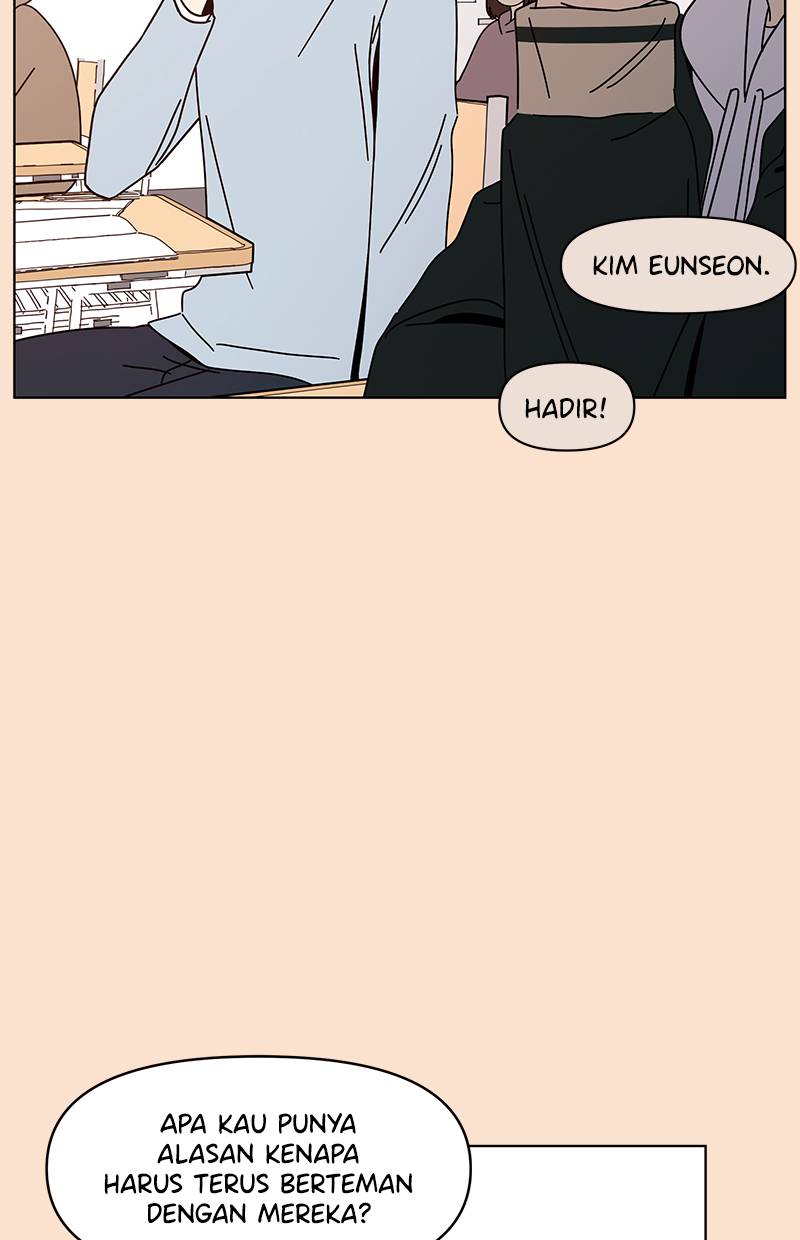 KIM EUNSEON.
HADIR!
APA KAU PUNYA
ALASAN KENAPA
HARUS TERUS BERTEMAN
DENGAN MEREKA?